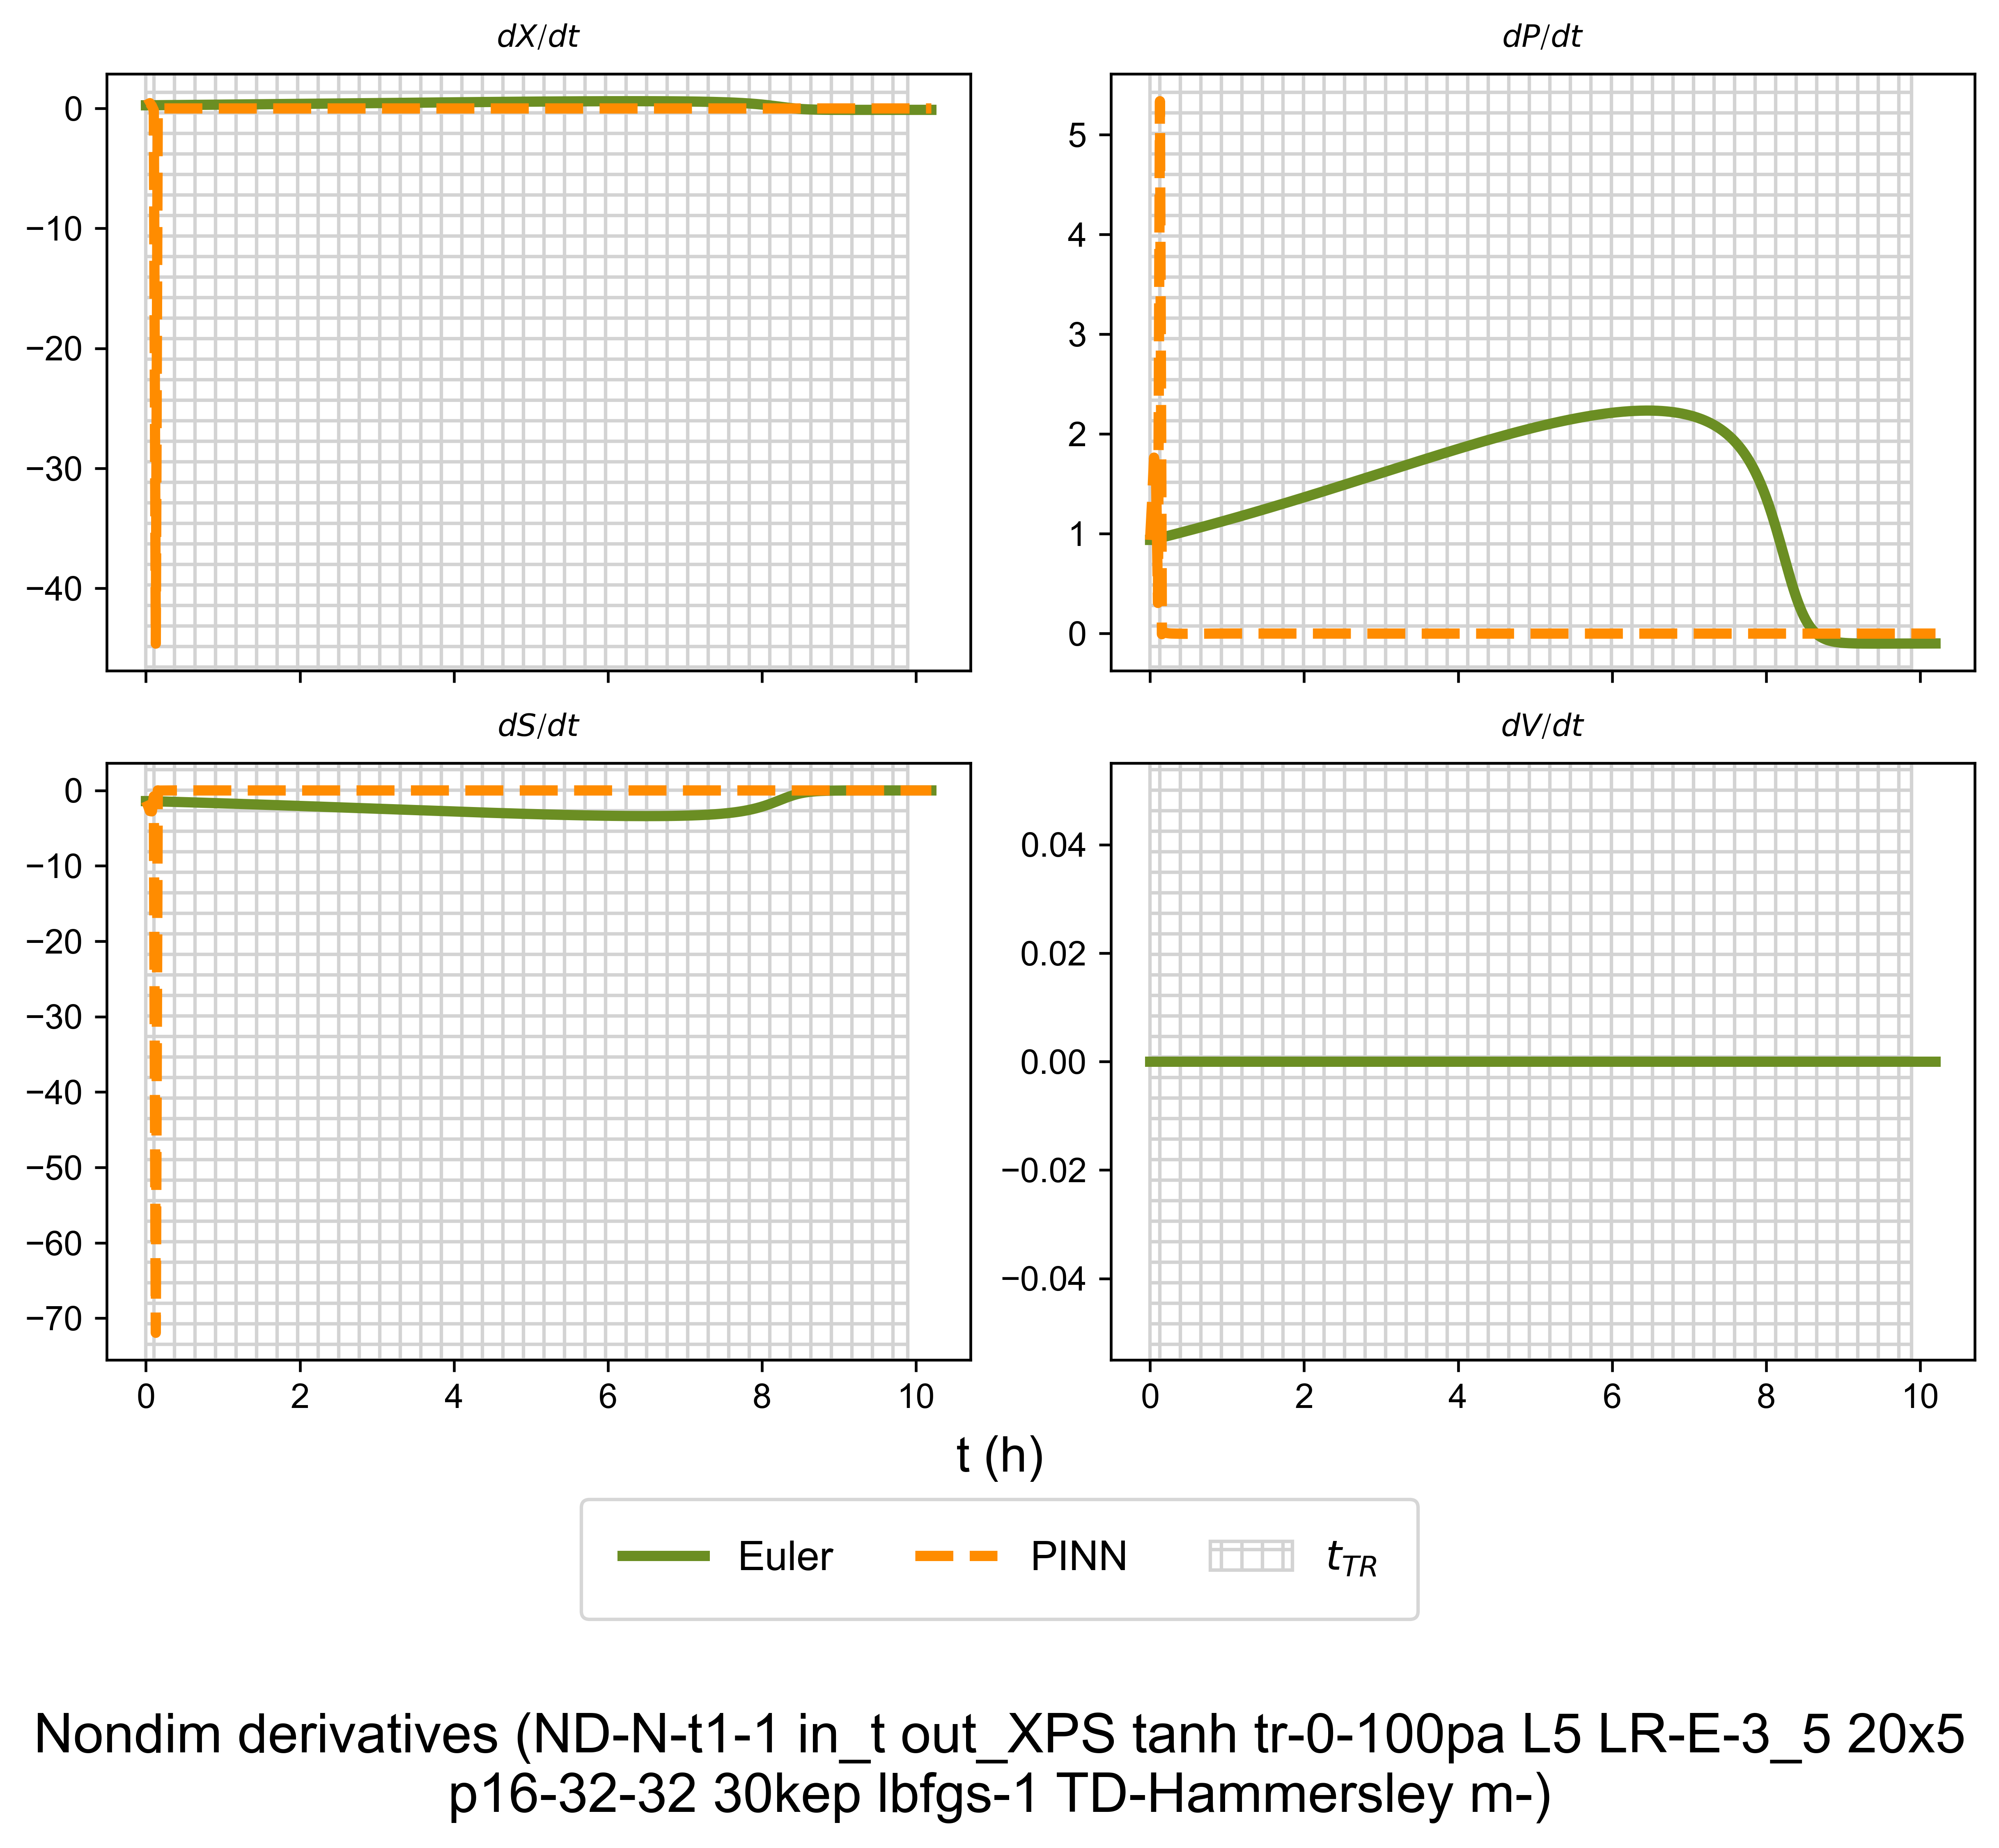 dX/dt
dP/dt
0
−10
−20
−30
−40
5
4
3
2
1
0
dS/dt
dV/dt
0
−10
−20
−30
−40
−50
−60
−70
0.04
0.02
0.00
−0.02
−0.04
0 2 4 6 8 10
0 2 4 6 8 10
t (h)
Euler PINN t_TR
Nondim derivatives (ND-N-t1-1 in_t out_XPS tanh tr-0-100pa L5 LR-E-3_5 20x5
p16-32-32 30kep lbfgs-1 TD-Hammersley m-)